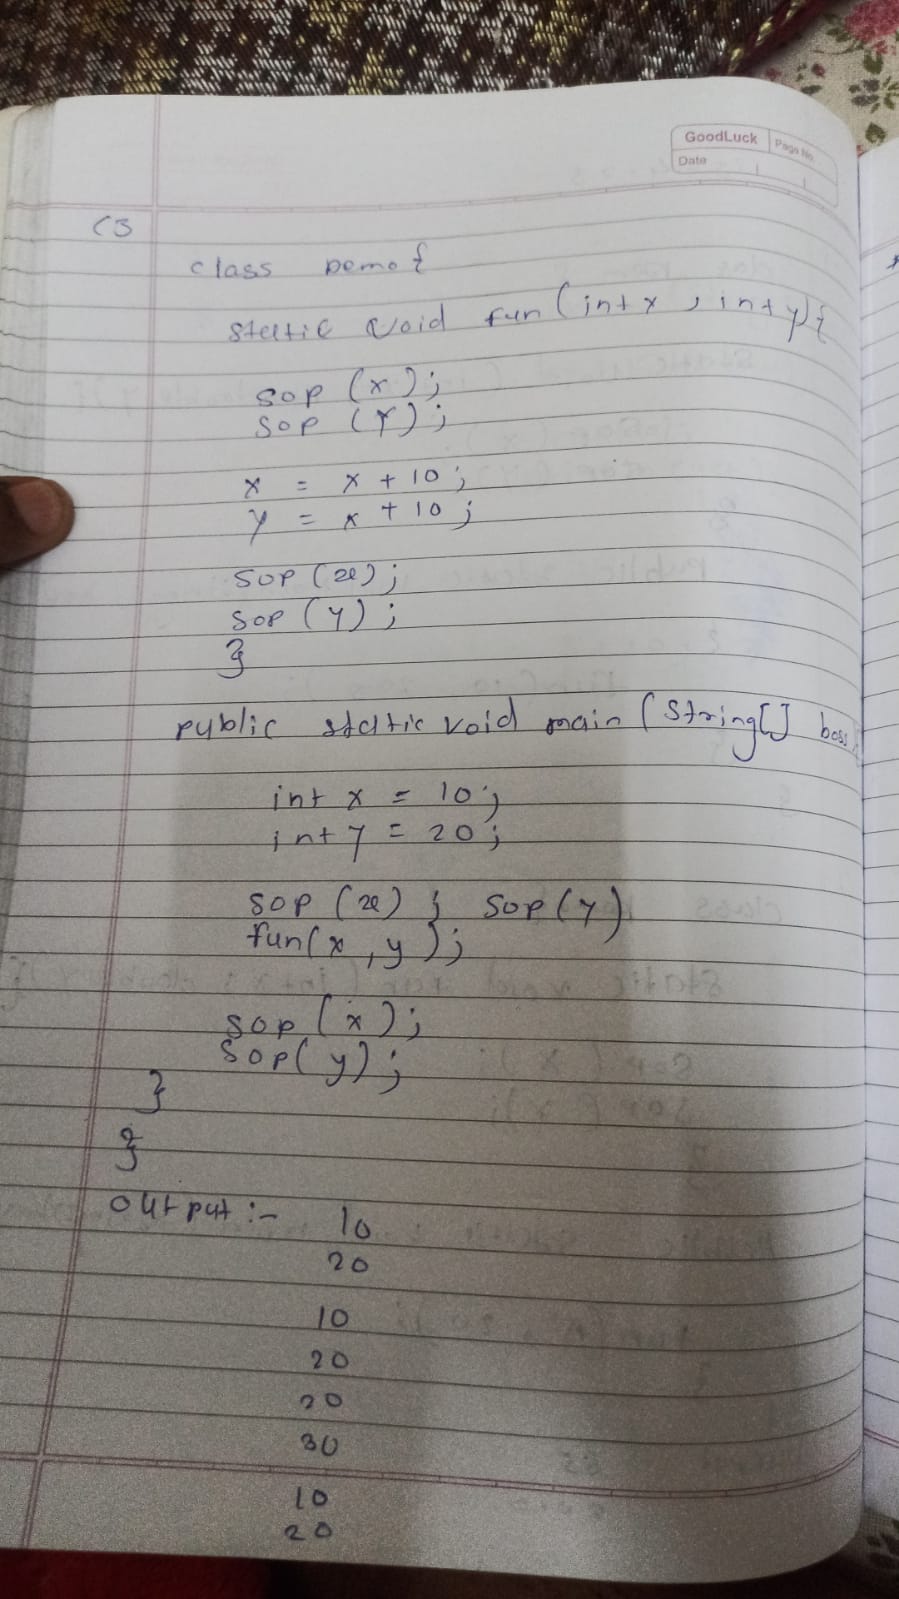 GoodLuck Page No.
Date
C3
class Demo {
static void fun (int x , int y) {
sop (x);
sop (Y);
x = x + 10;
y = x + 10;
sop (x);
sop (y);
}
public static void main (String[] boss
int x = 10;
int y = 20;
sop (x) ; sop (y)
fun(x , y );
sop (x);
sop( y);
}
}
output :- 10
20
10
20
20
30
10
20